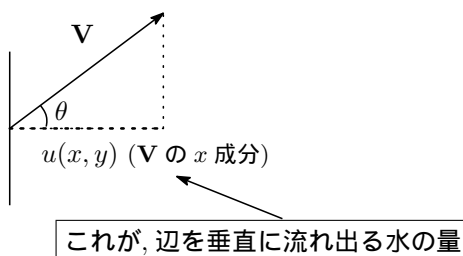 V
θ
u(x, y) (V の x 成分)
これが, 辺を垂直に流れ出る水の量